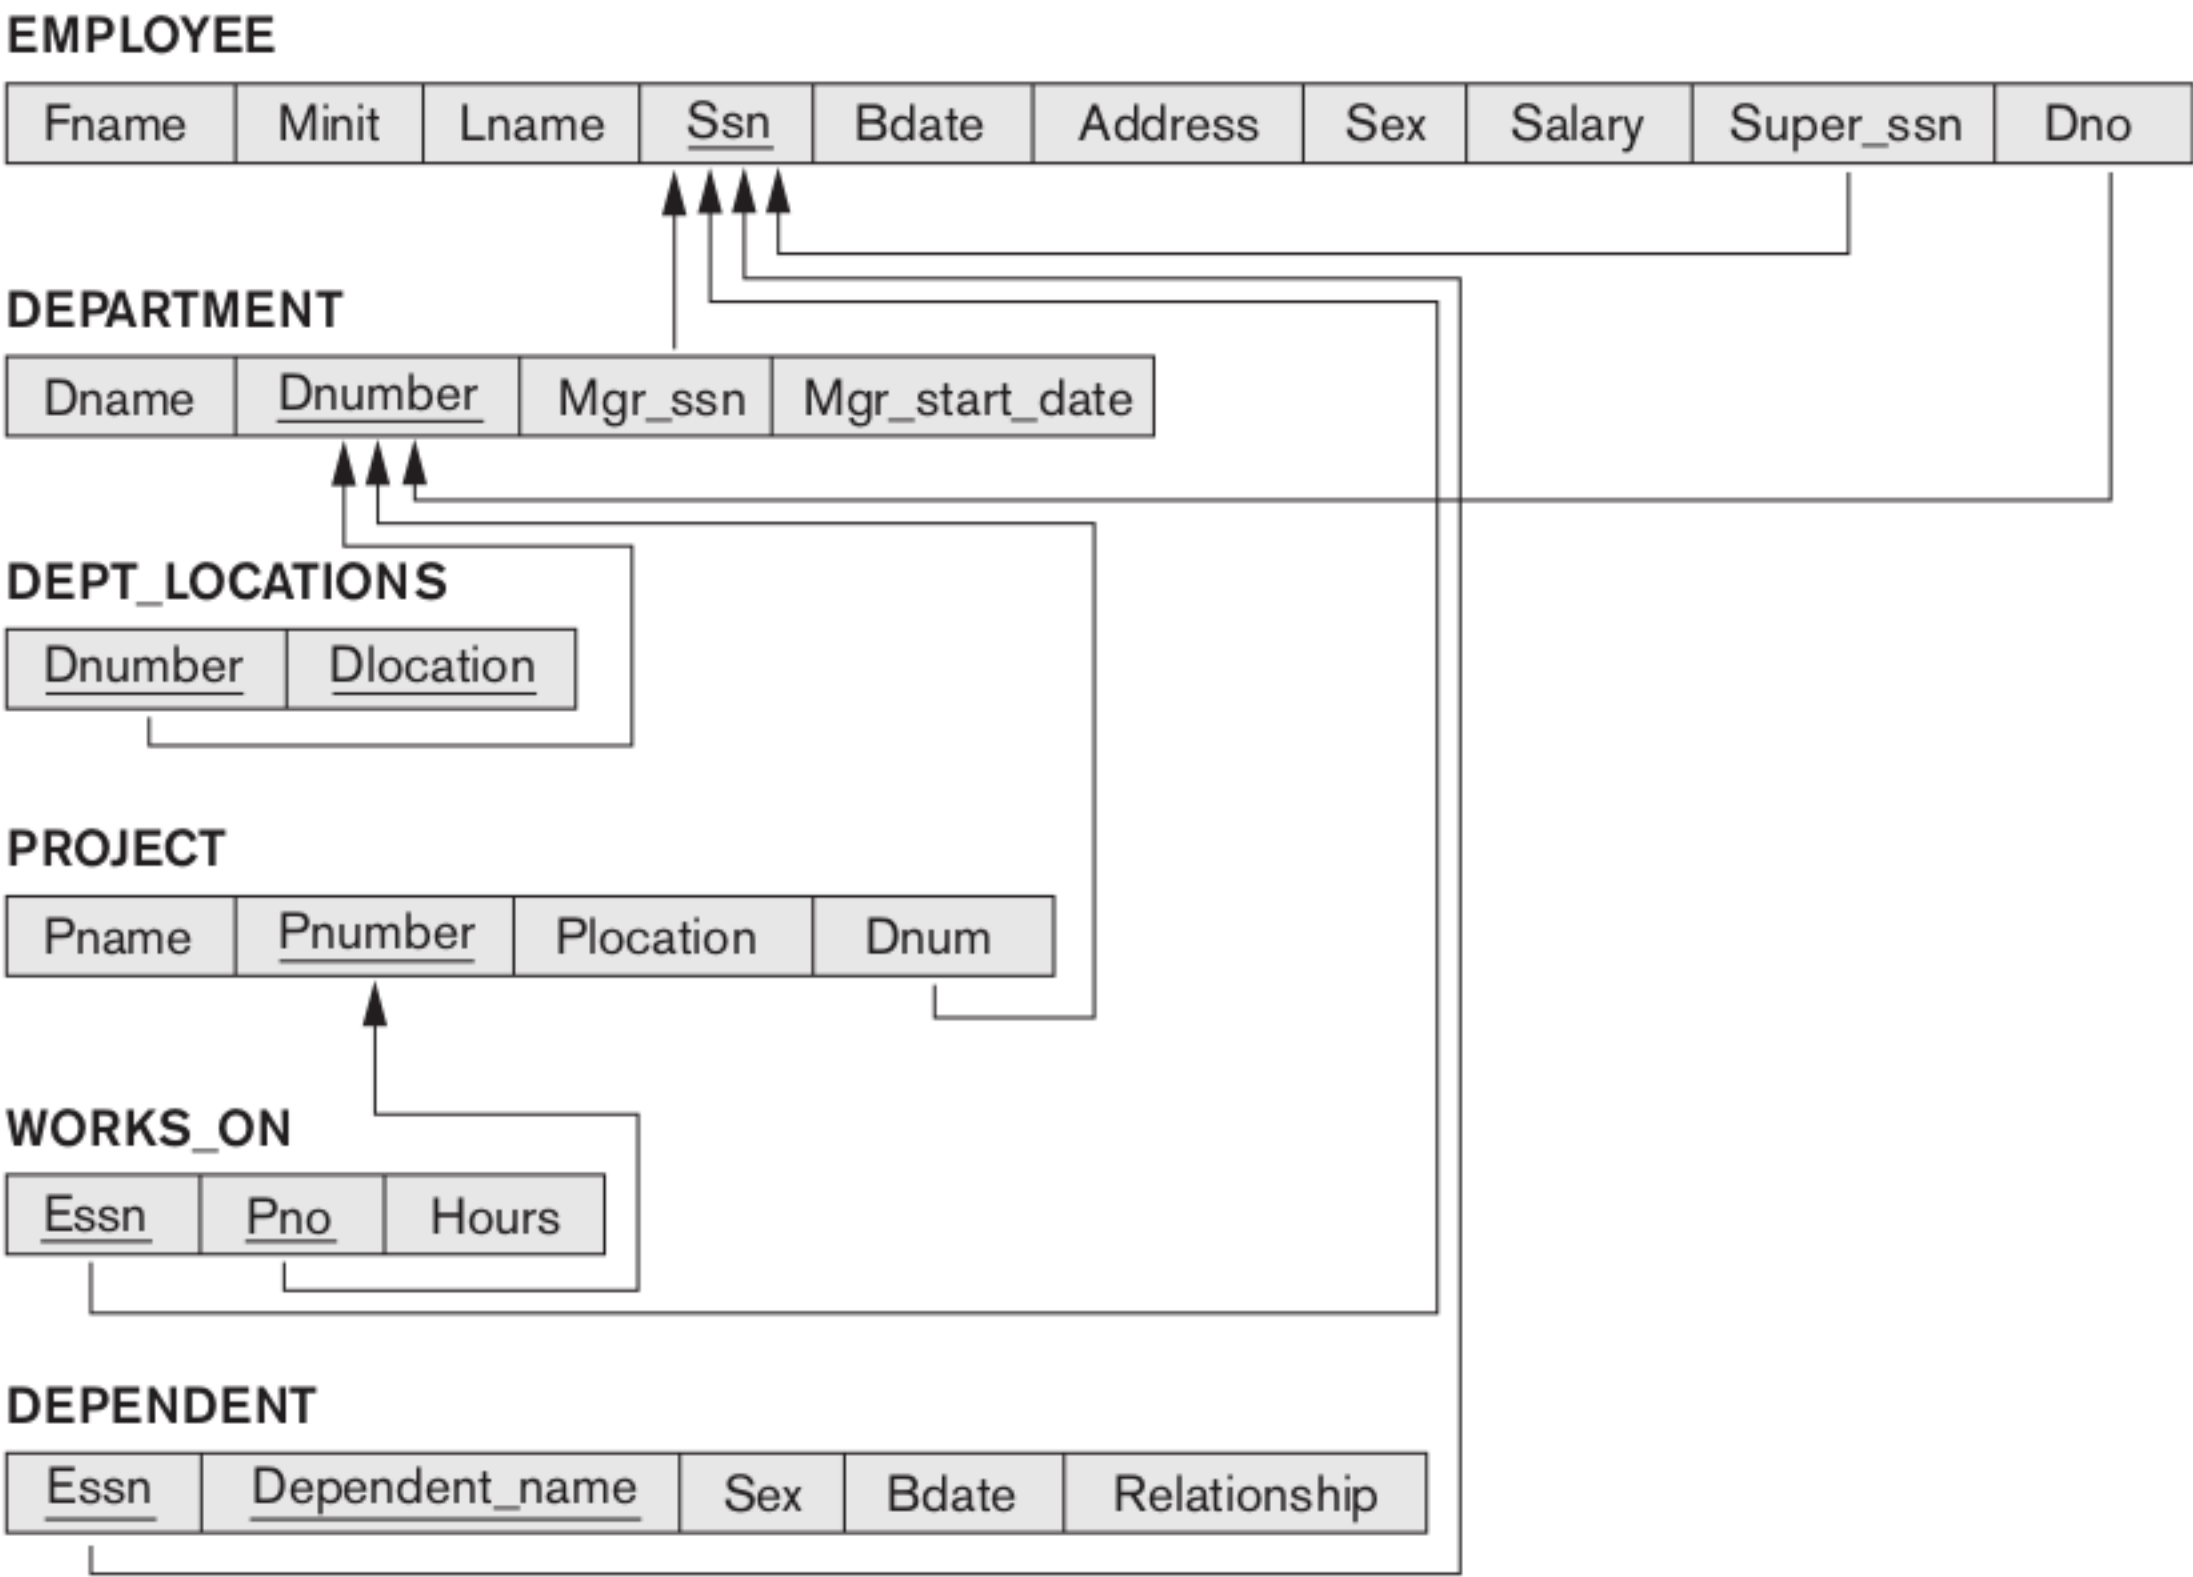 EMPLOYEE
Fname Minit Lname Ssn Bdate Address Sex Salary Super_ssn Dno
DEPARTMENT
Dname Dnumber Mgr_ssn Mgr_start_date
DEPT_LOCATIONS
Dnumber Dlocation
PROJECT
Pname Pnumber Plocation Dnum
WORKS_ON
Essn Pno Hours
DEPENDENT
Essn Dependent_name Sex Bdate Relationship